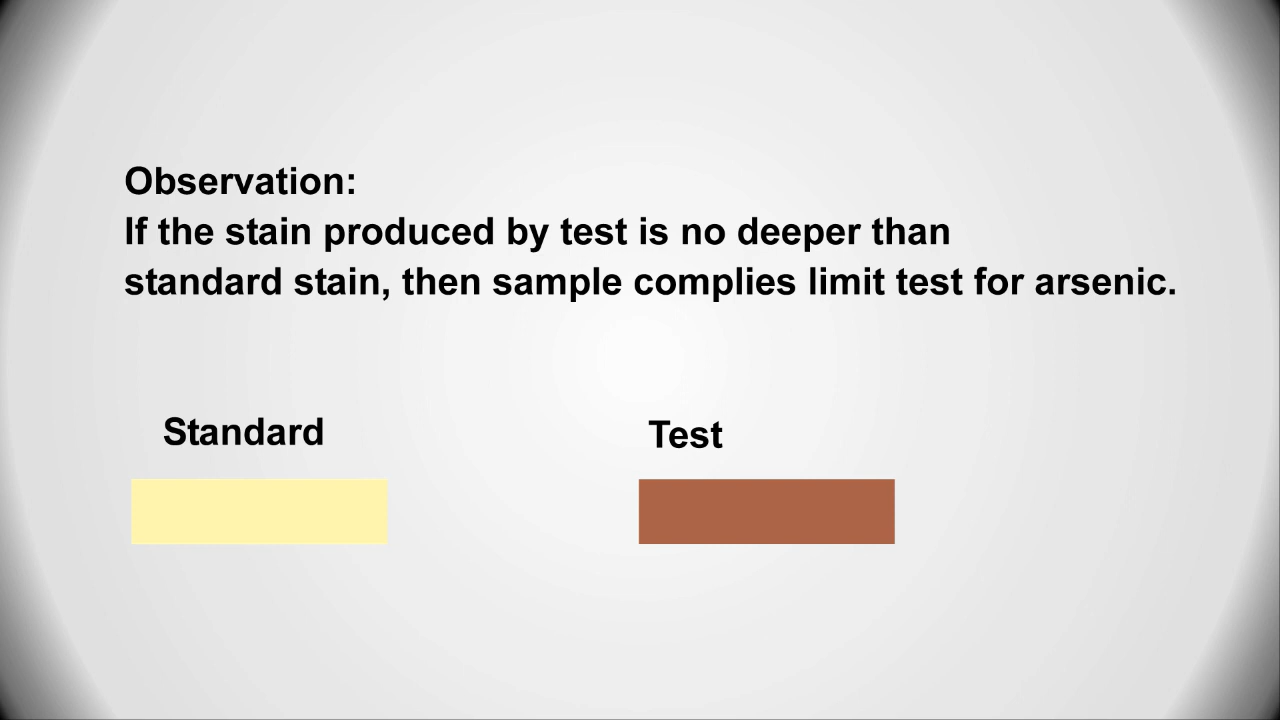 Observation:
If the stain produced by test is no deeper than
standard stain, then sample complies limit test for arsenic.
Standard
Test